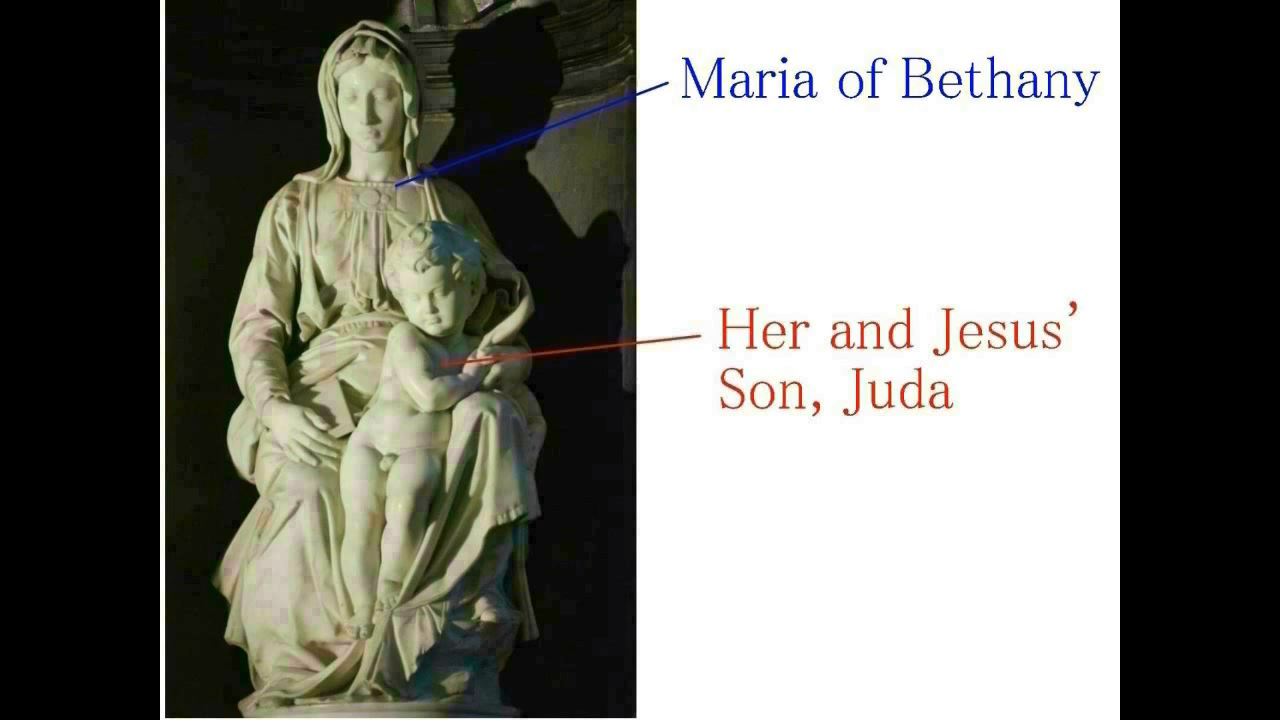 Maria of Bethany
Her and Jesus’
Son, Juda